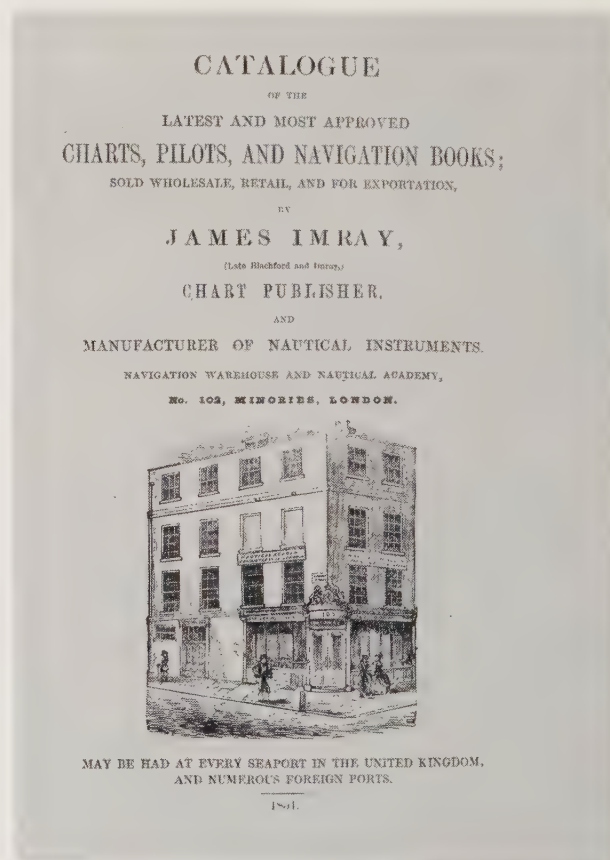 CATALOGUE
OF THE
LATEST AND MOST APPROVED
CHARTS, PILOTS, AND NAVIGATION BOOKS;
SOLD WHOLESALE, RETAIL, AND FOR EXPORTATION,
BY
JAMES IMRAY,
(Late Blachford and Imray,)
CHART PUBLISHER,
AND
MANUFACTURER OF NAUTICAL INSTRUMENTS.
NAVIGATION WAREHOUSE AND NAUTICAL ACADEMY,
No. 102, MINORIES, LONDON.
102
MAY BE HAD AT EVERY SEAPORT IN THE UNITED KINGDOM,
AND NUMEROUS FOREIGN PORTS.